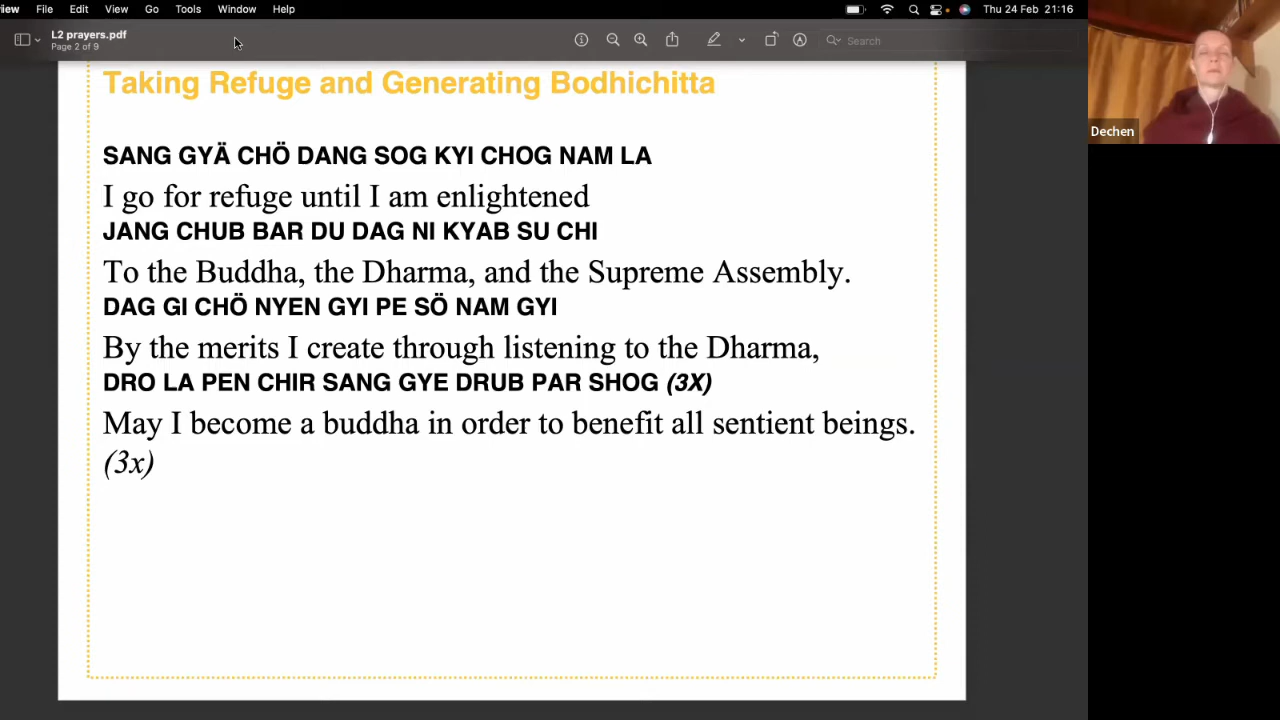 iew File Edit View Go Tools Window Help Thu 24 Feb 21:16
L2 prayers.pdf
Page 2 of 9
Search
Taking Refuge and Generating Bodhichitta
SANG GYÄ CHÖ DANG SOG KYI CHOG NAM LA
I go for refuge until I am enlightened
JANG CHUB BAR DU DAG NI KYAB SU CHI
To the Buddha, the Dharma, and the Supreme Assembly.
DAG GI CHÖ NYEN GYI PE SÖ NAM GYI
By the merits I create through listening to the Dharma,
DRO LA PEN CHIR SANG GYE DRUB PAR SHOG (3X)
May I become a buddha in order to benefit all sentient beings.
(3x)
Dechen